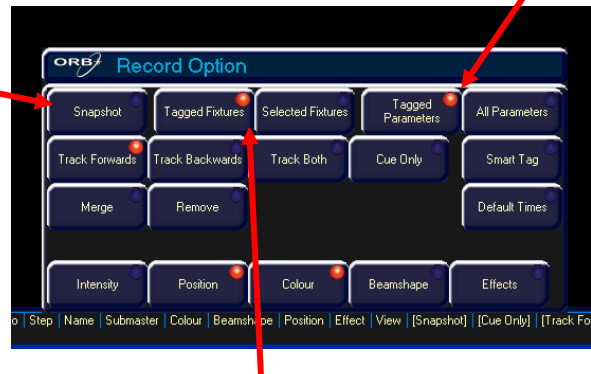 ORB Record Option
Snapshot Tagged Fixtures Selected Fixtures Tagged Parameters All Parameters
Track Forwards Track Backwards Track Both Cue Only Smart Tag
Merge Remove Default Times
Intensity Position Colour Beamshape Effects
o | Step | Name | Submaster | Colour | Beamshape | Position | Effect | View | [Snapshot] | [Cue Only] | [Track Fo